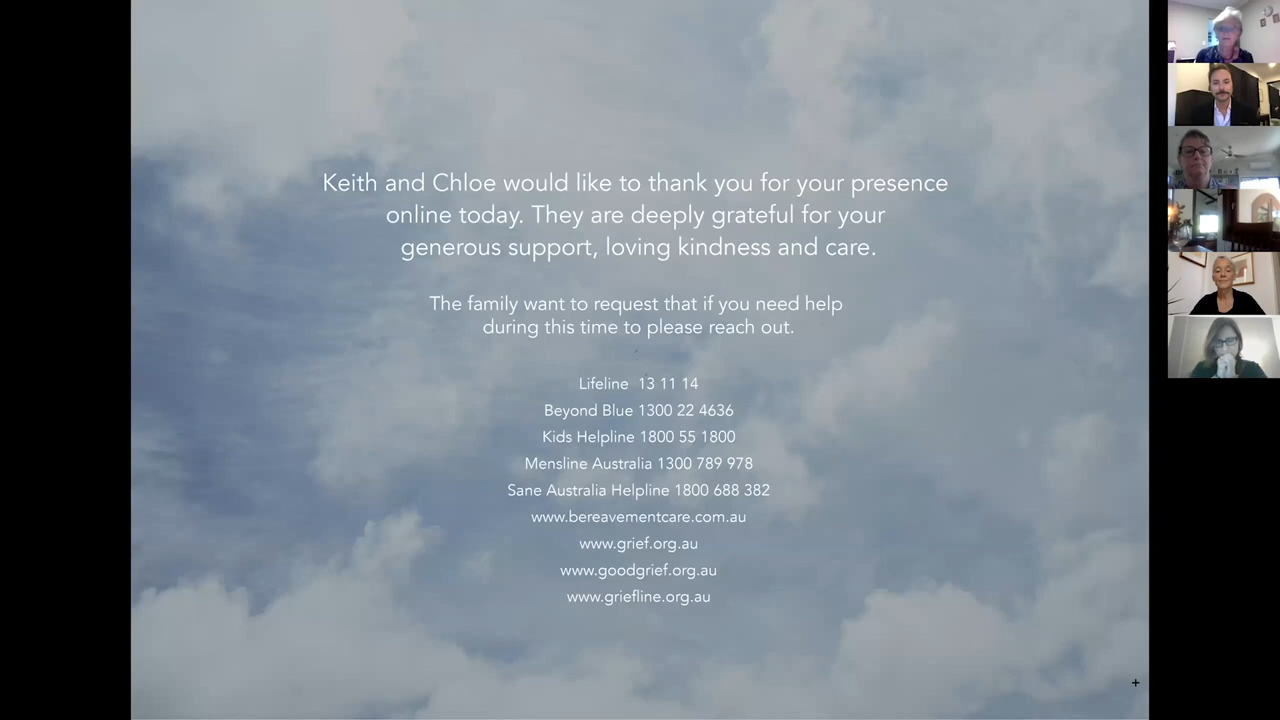 Keith and Chloe would like to thank you for your presence
online today. They are deeply grateful for your
generous support, loving kindness and care.
The family want to request that if you need help
during this time to please reach out.
Lifeline 13 11 14
Beyond Blue 1300 22 4636
Kids Helpline 1800 55 1800
Mensline Australia 1300 789 978
Sane Australia Helpline 1800 688 382
www.bereavementcare.com.au
www.grief.org.au
www.goodgrief.org.au
www.griefline.org.au